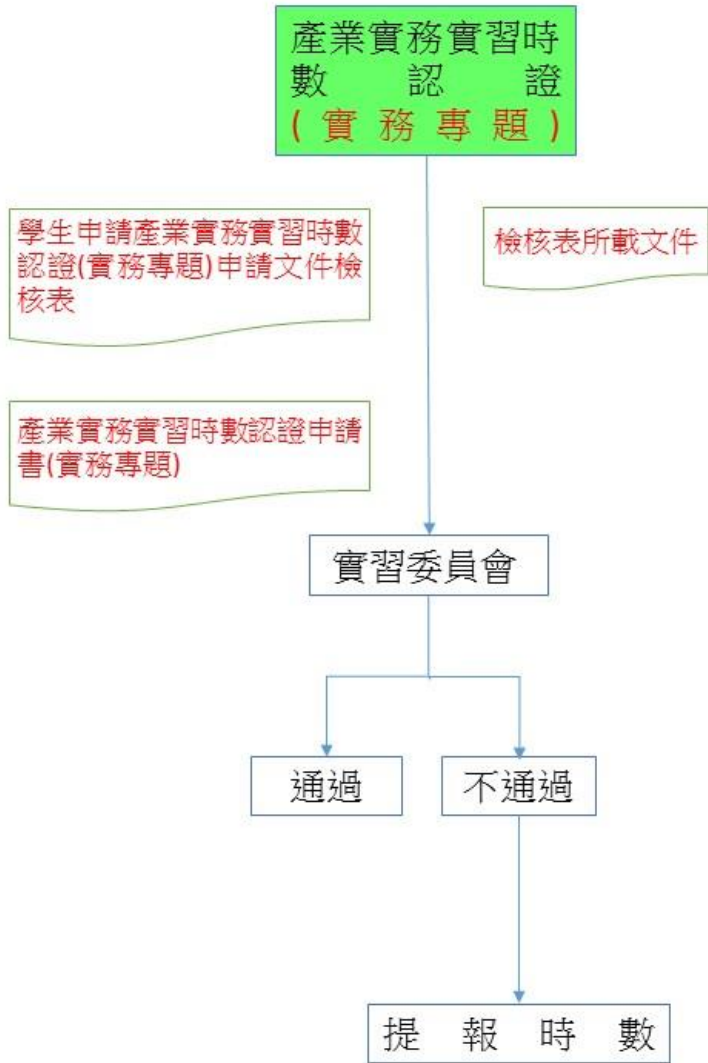 產業實務實習時
數認證
(實務專題)
學生申請產業實務實習時數
認證(實務專題)申請文件檢
核表
檢核表所載文件
產業實務實習時數認證申請
書(實務專題)
實習委員會
通過
不通過
提報時數